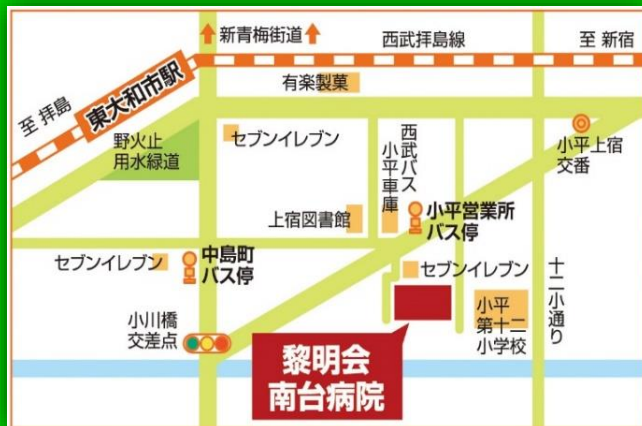 新青梅街道
西武拝島線
至 新宿
至 拝島
東大和市駅
有楽製菓
野火止
用水緑道
セブンイレブン
西武バス
小平車庫
小平上宿
交番
上宿図書館
小平営業所
バス停
セブンイレブン
中島町
バス停
セブンイレブン
十二小通り
小川橋
交差点
小平
第十二
小学校
黎明会
南台病院